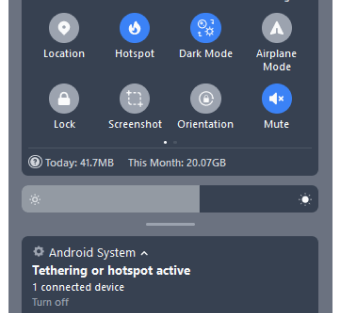 Location Hotspot Dark Mode Airplane
Mode
Lock Screenshot Orientation Mute
Today: 41.7MB This Month: 20.07GB
Android System
Tethering or hotspot active
1 connected device
Turn off